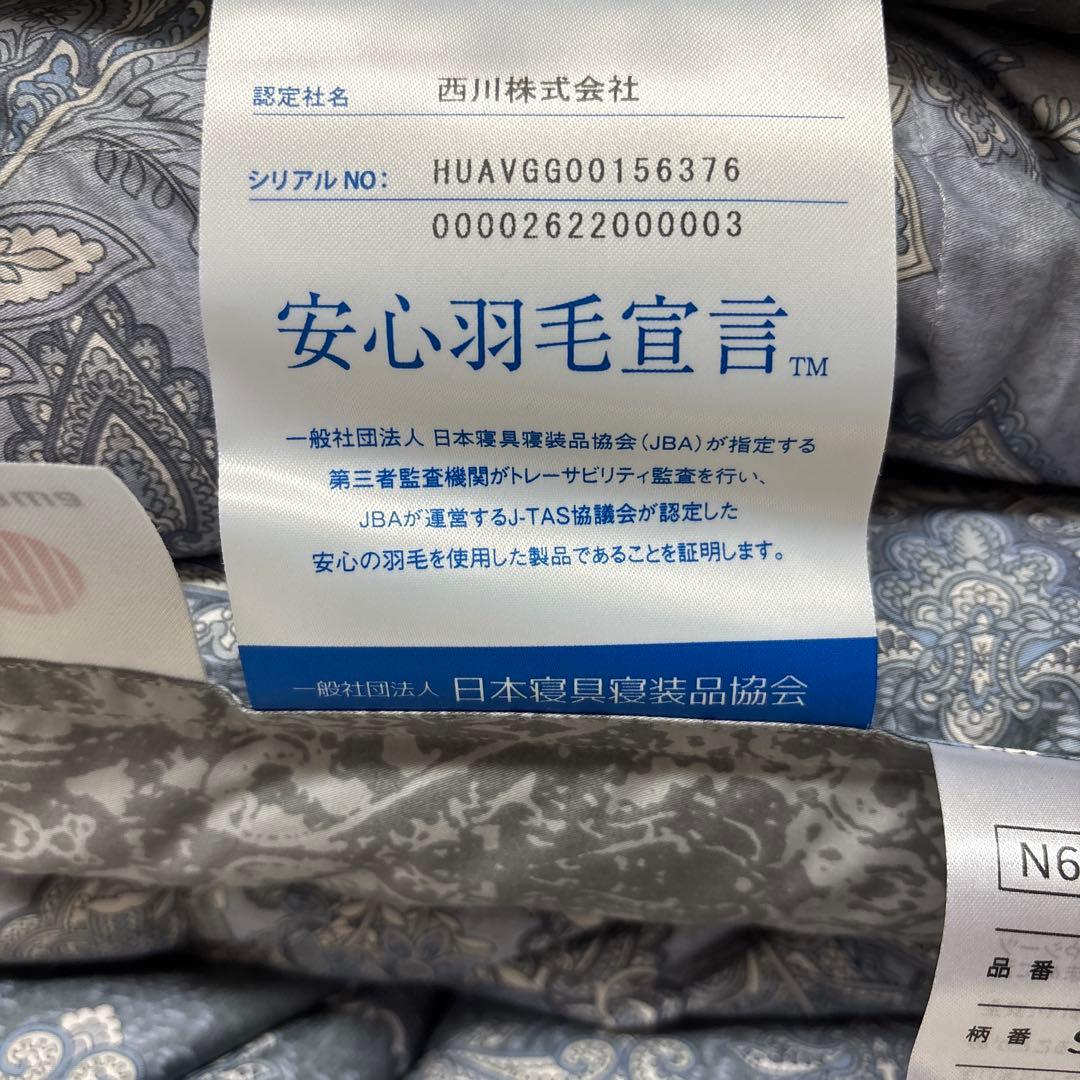 認定社名 西川株式会社
シリアルNO: HUAVGG00156376
00002622000003
安心羽毛宣言TM
一般社団法人 日本寝具寝装品協会(JBA)が指定する
第三者監査機関がトレーサビリティ監査を行い、
JBAが運営するJ-TAS協議会が認定した
安心の羽毛を使用した製品であることを証明します。
一般社団法人 日本寝具寝装品協会
N6
品番
柄番 S